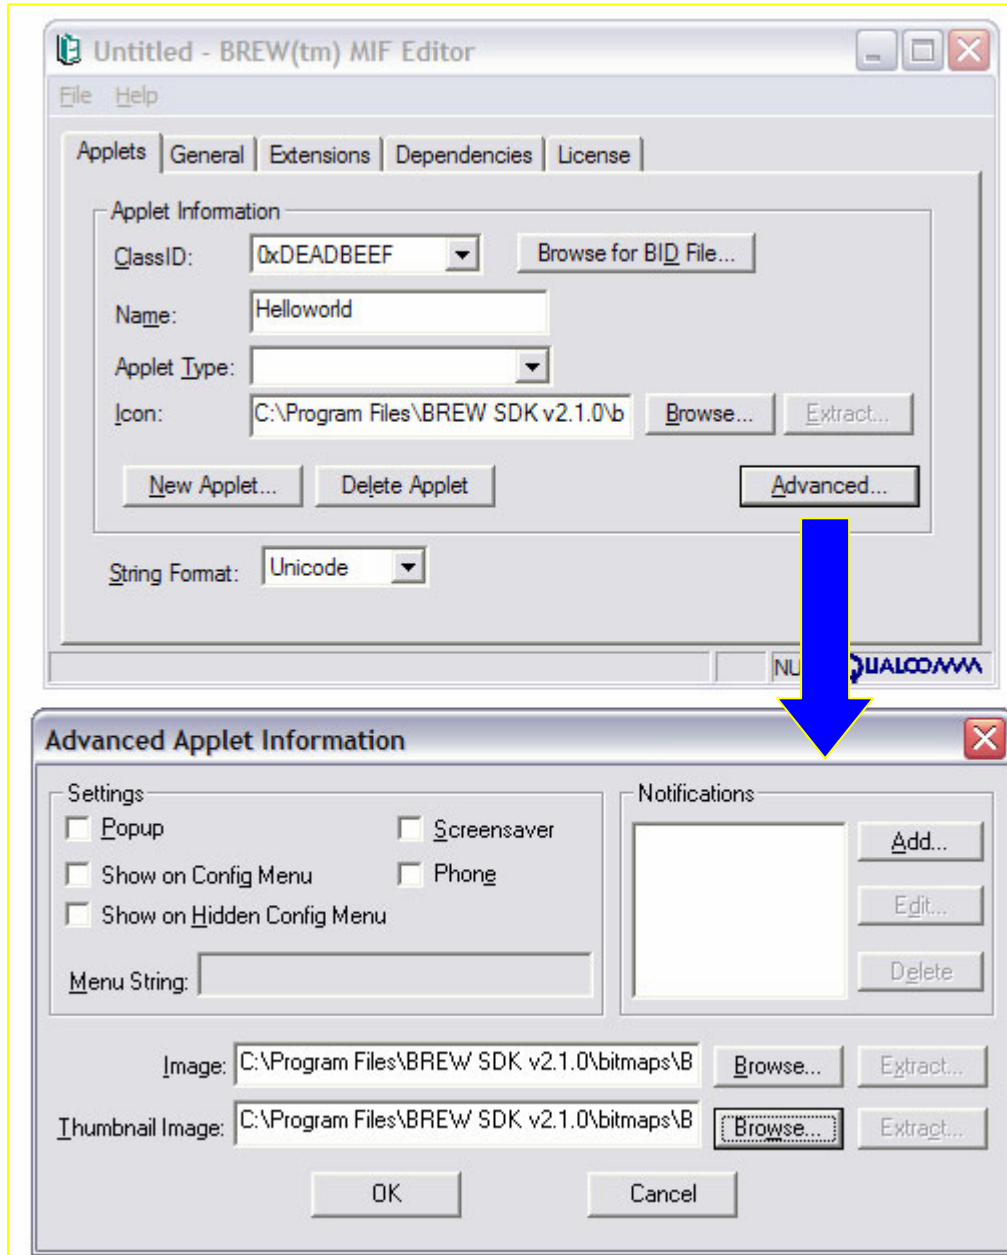 Untitled - BREW(tm) MIF Editor
File Help
Applets General Extensions Dependencies License
Applet Information
ClassID: 0xDEADBEEF Browse for BID File...
Name: Helloworld
Applet Type:
Icon: C:\Program Files\BREW SDK v2.1.0\b Browse... Extract...
New Applet... Delete Applet Advanced...
String Format: Unicode
NU QUALCOMM
Advanced Applet Information
Settings Notifications
Popup Screensaver Add...
Show on Config Menu Phone
Edit...
Show on Hidden Config Menu
Menu String: Delete
Image: C:\Program Files\BREW SDK v2.1.0\bitmaps\B Browse... Extract...
Thumbnail Image: C:\Program Files\BREW SDK v2.1.0\bitmaps\B Browse... Extract...
OK Cancel